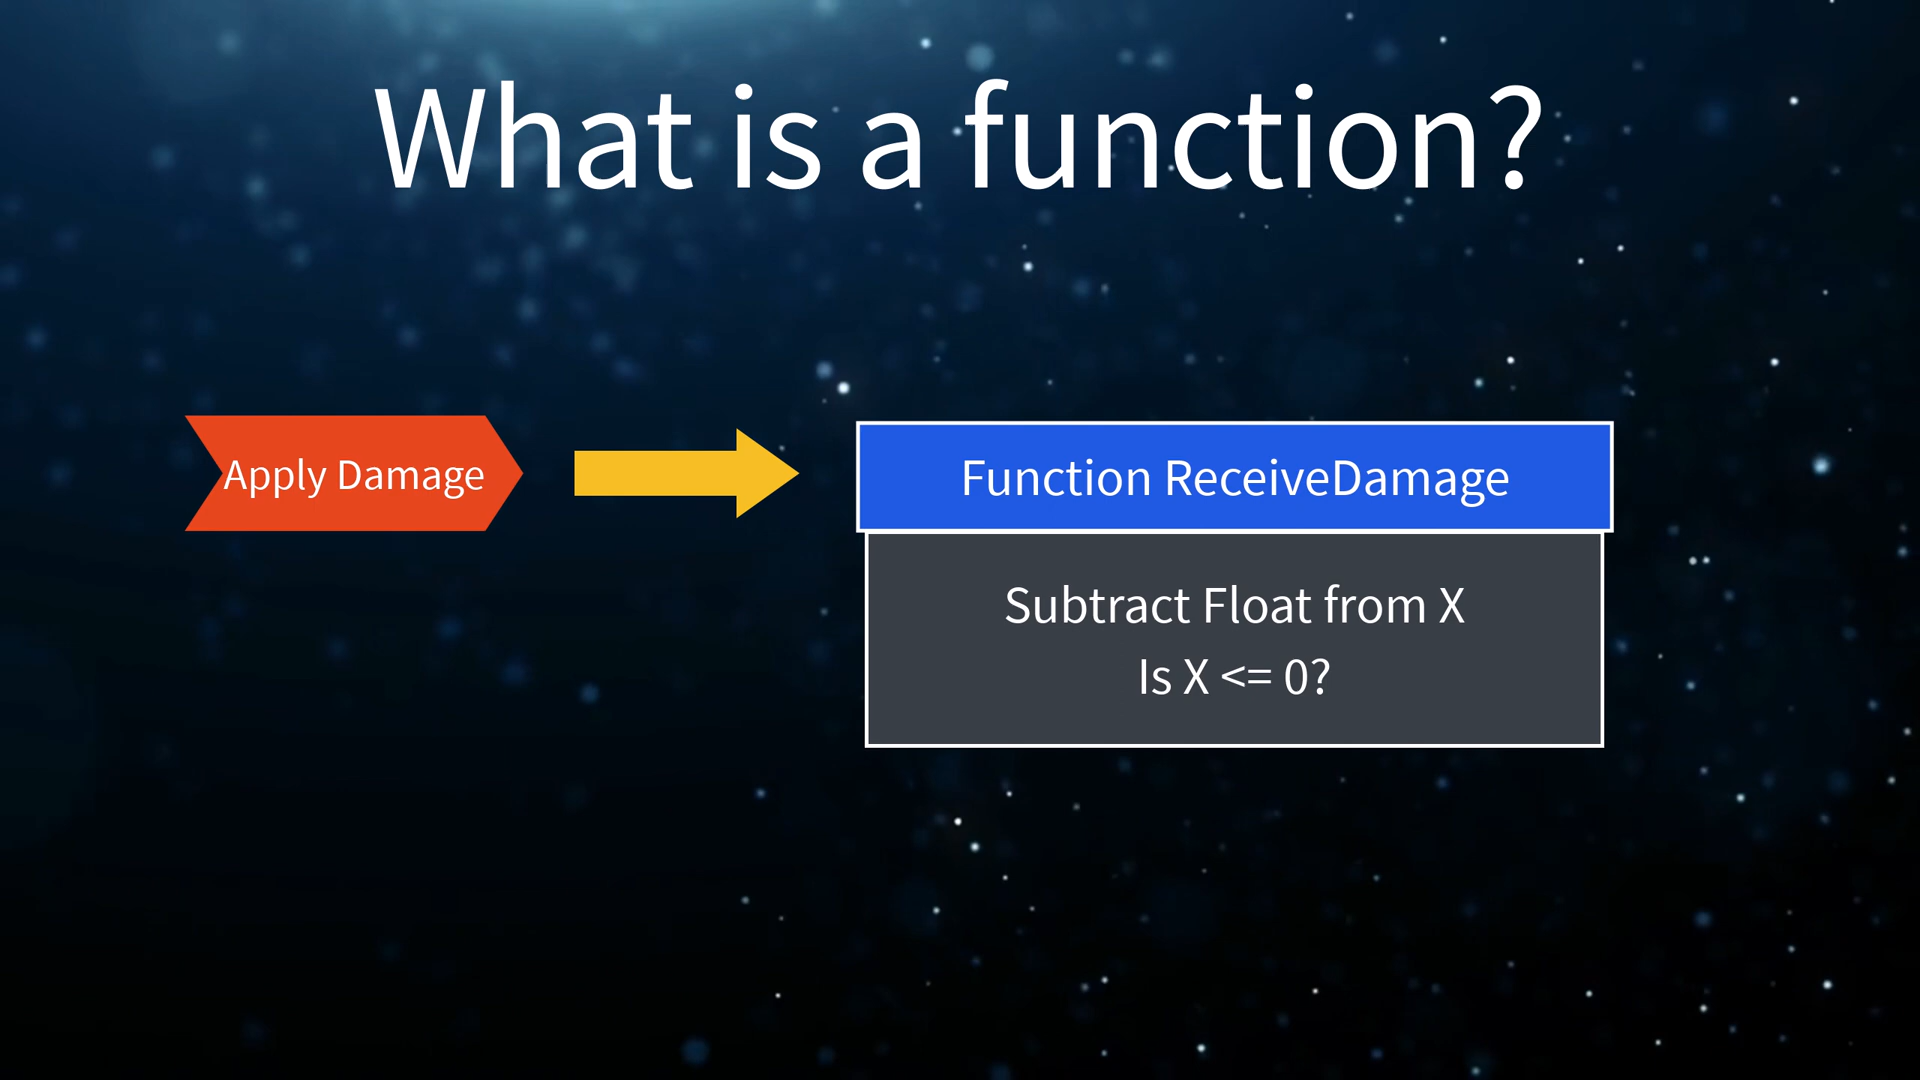 What is a function?
Apply Damage
Function ReceiveDamage
Subtract Float from X
Is X <= 0?